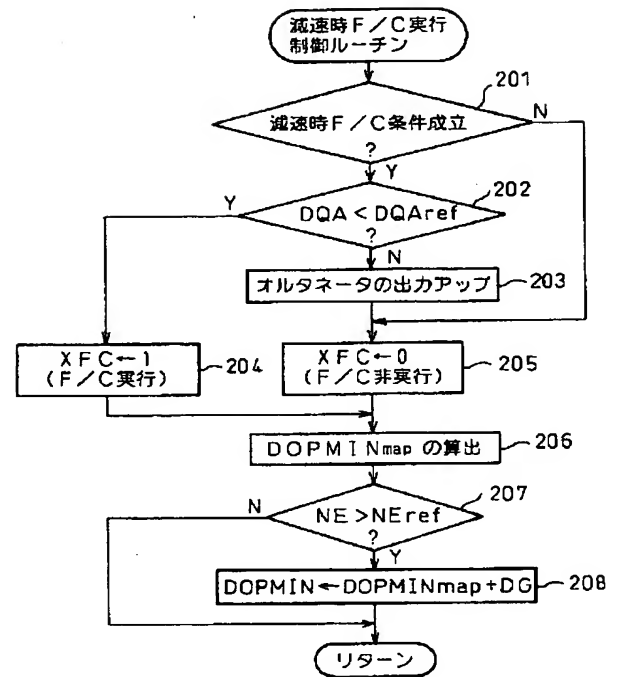 減速時F/C実行
制御ルーチン
201
減速時F/C条件成立
?
N
Y
202
DQA<DQAref
?
Y
N
オルタネータの出力アップ
203
XFC←1
(F/C実行)
204
XFC←0
(F/C非実行)
205
DOPMINmap の算出
206
207
NE>NEref
?
N
Y
DOPMIN←DOPMINmap+DG
208
リターン